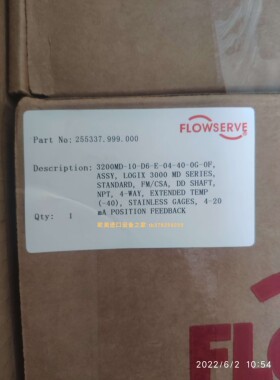 FLOWSERVE
Part No: 255337.999.000
Description: 3200MD-10-D6-E-04-40-0G-0F,
ASSY, LOGIX 3000 MD SERIES,
STANDARD, FM/CSA, DD SHAFT,
NPT, 4-WAY, EXTENDED TEMP
(-40), STAINLESS GAGES, 4-20
mA POSITION FEEDBACK
Qty: 1
2022/6/2 10:54